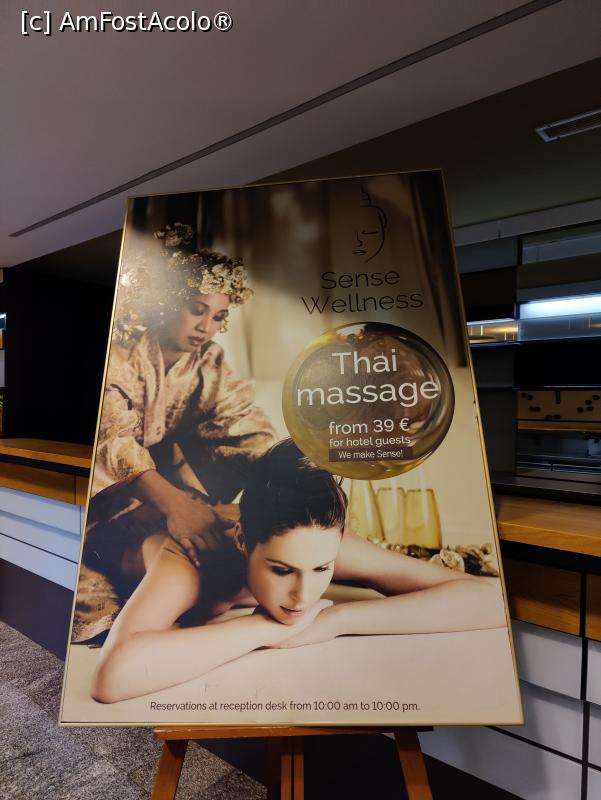 [c] AmFostAcolo®
Sense
Wellness
Thai
massage
from 39 €
for hotel guests
We make Sense!
Reservations at reception desk from 10:00 am to 10:00 pm.